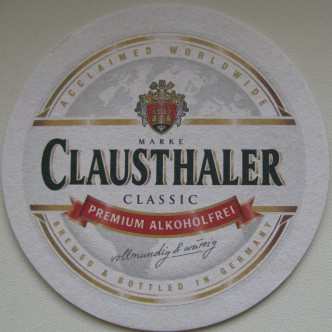 ACCLAIMED WORLDWIDE
MARKE
CLAUSTHALER
CLASSIC
PREMIUM ALKOHOLFREI
vollmundig & würzig
BREWED & BOTTLED IN GERMANY